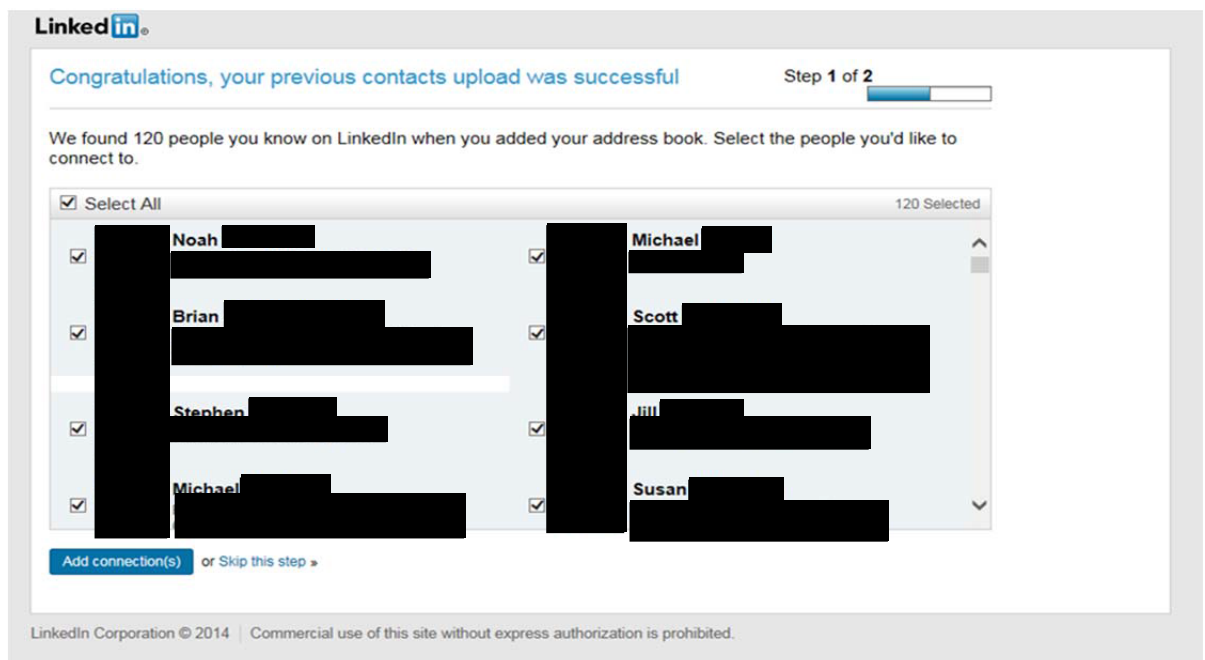 Linked in ®
Congratulations, your previous contacts upload was successful
Step 1 of 2
We found 120 people you know on LinkedIn when you added your address book. Select the people you'd like to
connect to.
Select All
120 Selected
Noah
Michael
Brian
Scott
Stephen
Jill
Michael
Susan
Add connection(s) or Skip this step »
LinkedIn Corporation © 2014 | Commercial use of this site without express authorization is prohibited.